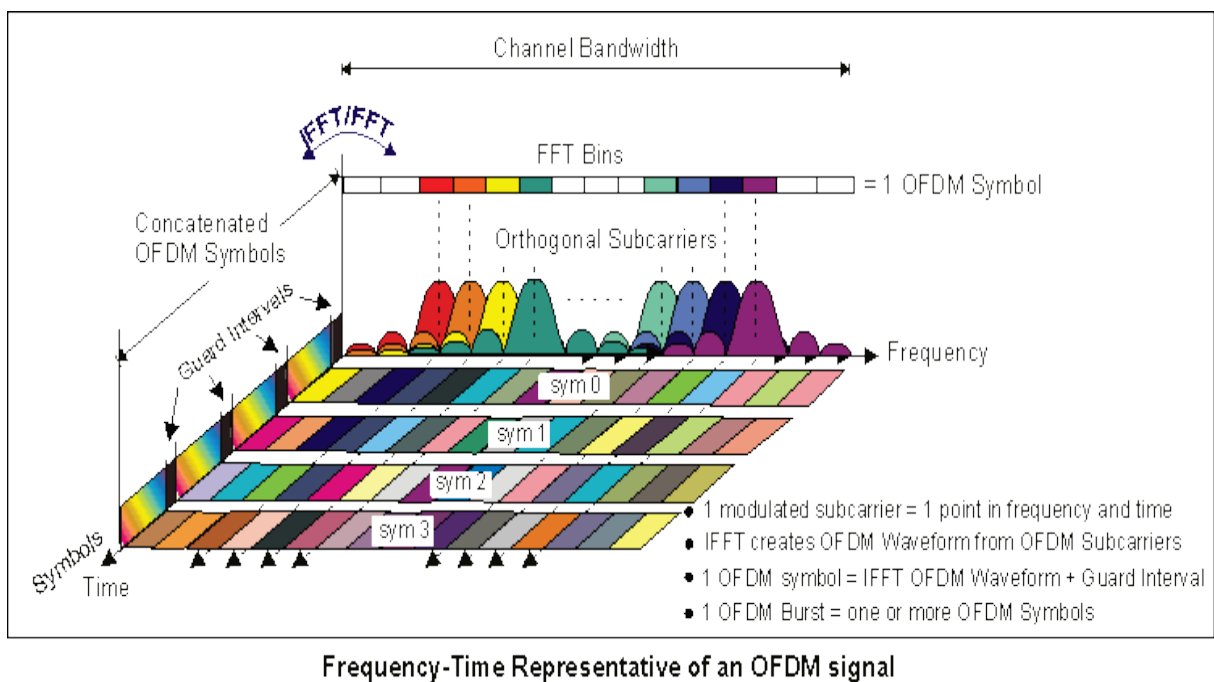 Channel Bandwidth
IFFT/FFT
FFT Bins
= 1 OFDM Symbol
Concatenated
OFDM Symbols
Orthogonal Subcarriers
Guard Intervals
Frequency
sym 0
sym 1
sym 2
sym 3
Symbols
Time
● 1 modulated subcarrier = 1 point in frequency and time
● IFFT creates OFDM Waveform from OFDM Subcarriers
● 1 OFDM symbol = IFFT OFDM Waveform + Guard Interval
● 1 OFDM Burst = one or more OFDM Symbols
Frequency-Time Representative of an OFDM signal